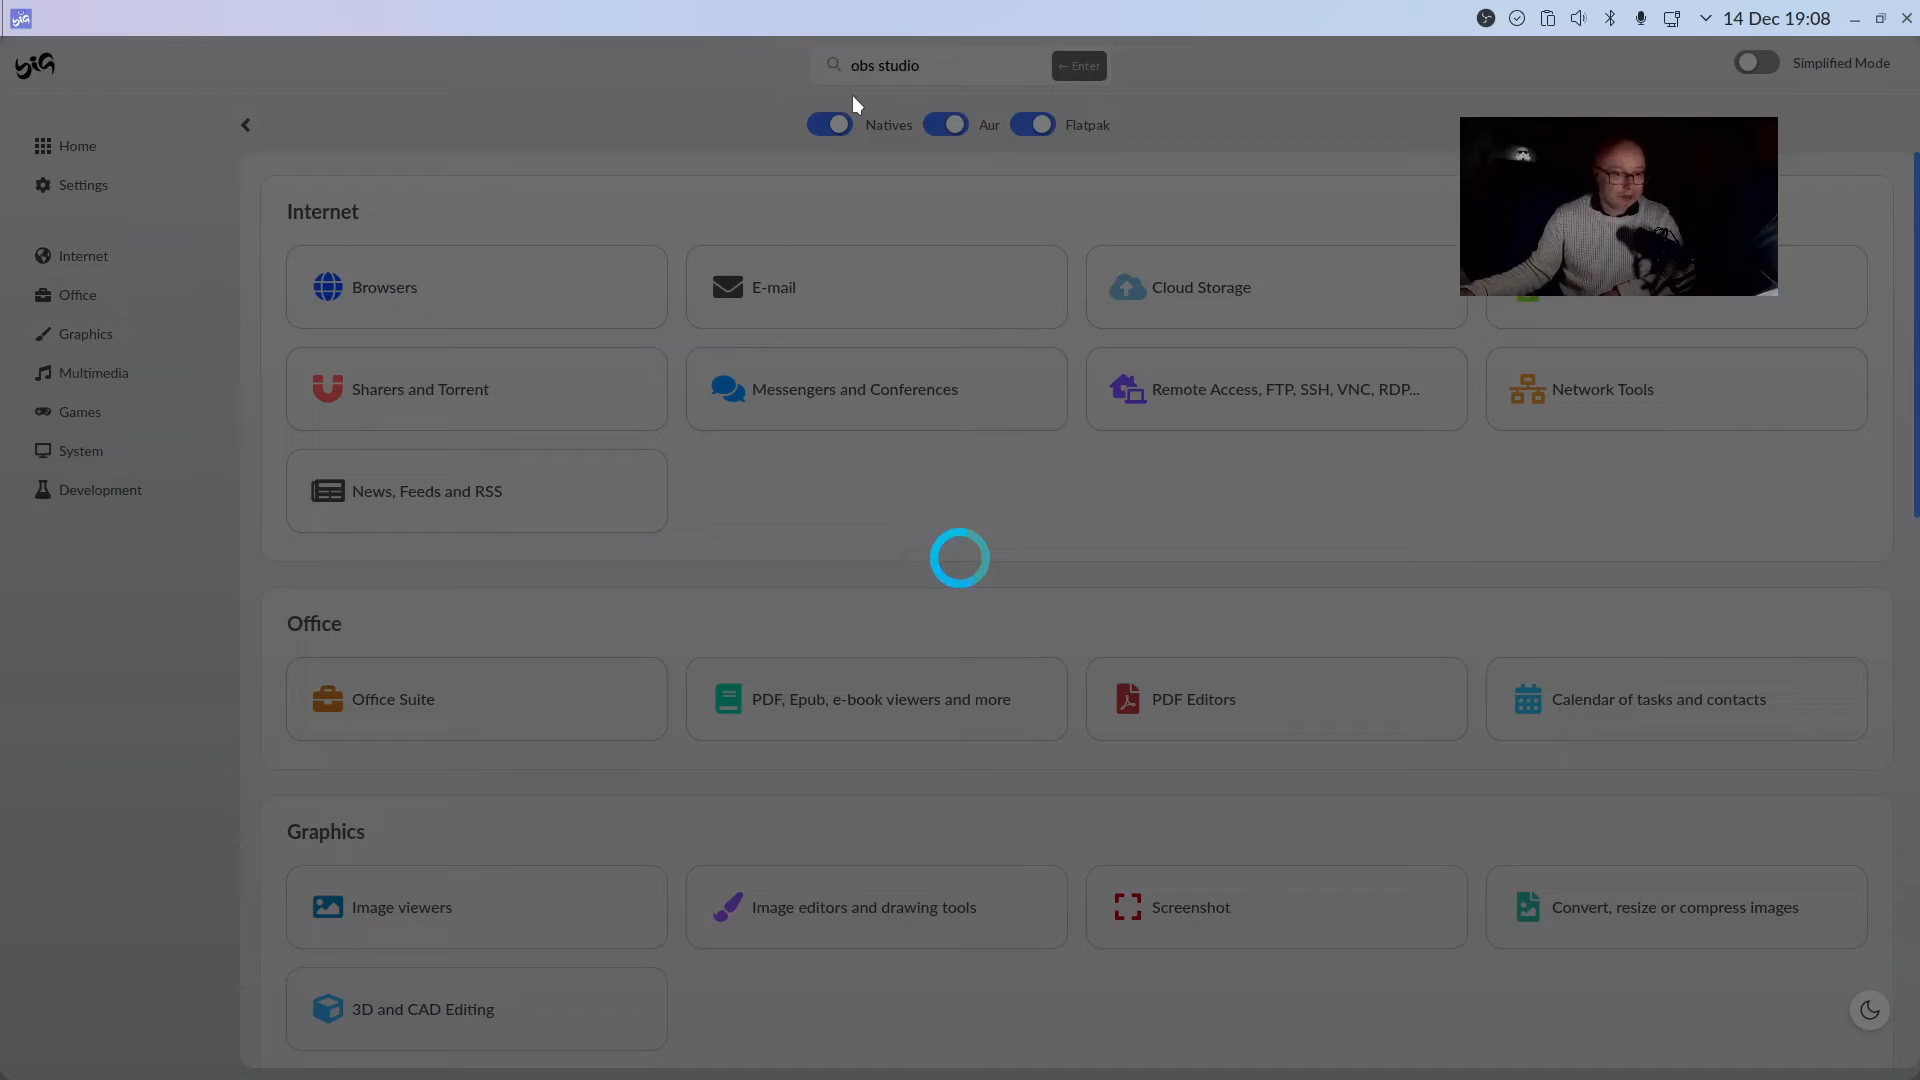 14 Dec 19:08
big
obs studio
← Enter
Simplified Mode
Natives
Aur
Flatpak
Home
Settings
Internet
Office
Graphics
Multimedia
Games
System
Development
Internet
Browsers
E-mail
Cloud Storage
Sharers and Torrent
Messengers and Conferences
Remote Access, FTP, SSH, VNC, RDP...
Network Tools
News, Feeds and RSS
Office
Office Suite
PDF, Epub, e-book viewers and more
PDF Editors
Calendar of tasks and contacts
Graphics
Image viewers
Image editors and drawing tools
Screenshot
Convert, resize or compress images
3D and CAD Editing